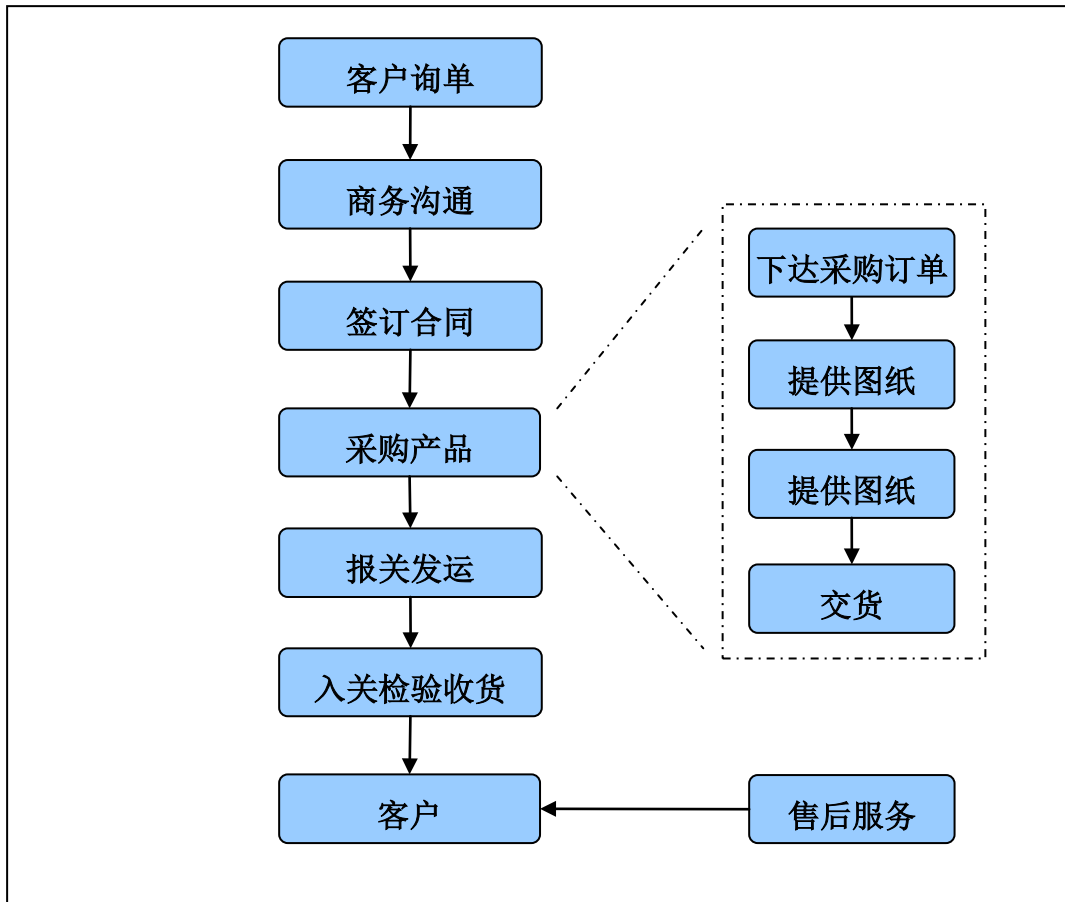 客户询单
商务沟通
签订合同
采购产品
报关发运
入关检验收货
客户
下达采购订单
提供图纸
提供图纸
交货
售后服务